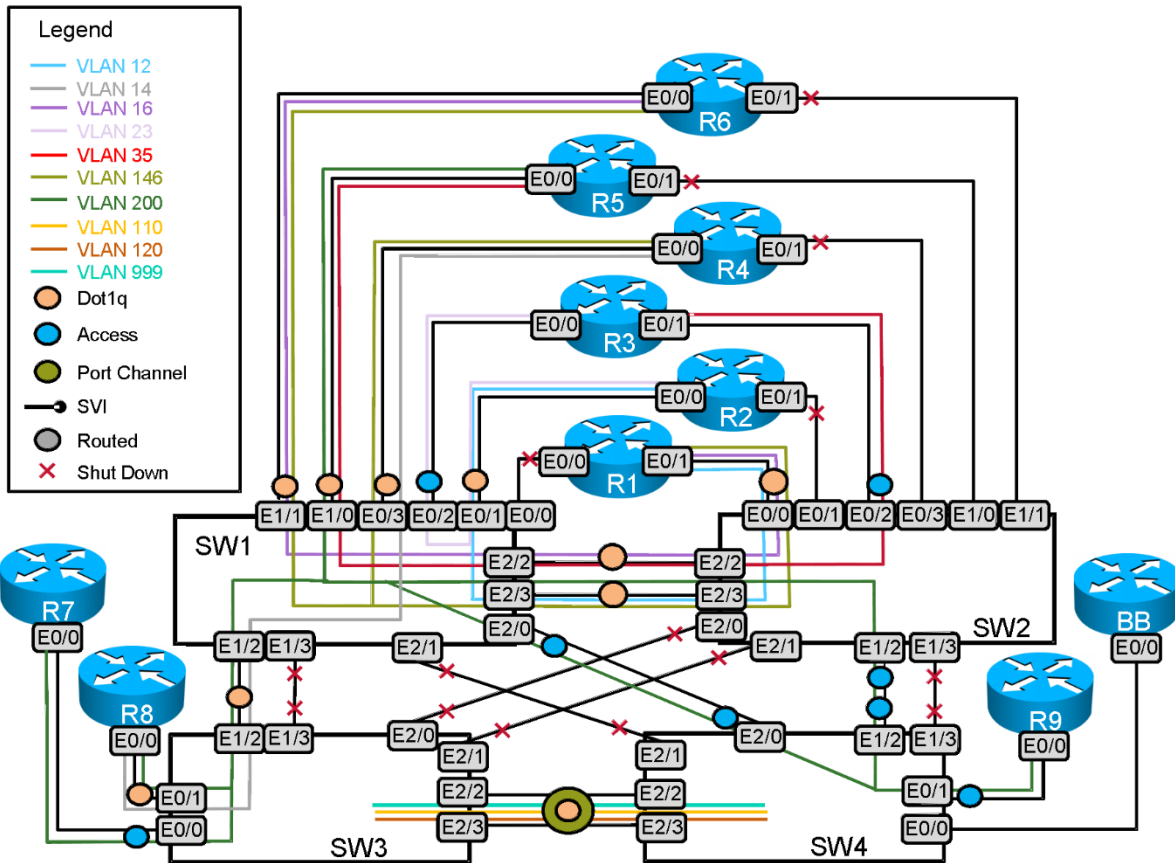 Legend
VLAN 12
VLAN 14
VLAN 16
VLAN 23
VLAN 35
VLAN 146
VLAN 200
VLAN 110
VLAN 120
VLAN 999
Dot1q
Access
Port Channel
SVI
Routed
Shut Down
E0/0
R6
E0/1
E0/0
R5
E0/1
E0/0
R4
E0/1
E0/0
R3
E0/1
E0/0
R2
E0/1
E0/0
R1
E0/1
E1/1
E1/0
E0/3
E0/2
E0/1
E0/0
E0/0
E0/1
E0/2
E0/3
E1/0
E1/1
SW1
E2/2
E2/2
E2/3
E2/3
E2/0
E2/0
SW2
E1/2
E1/3
E2/1
E2/1
E1/2
E1/3
R7
E0/0
BB
E0/0
R8
E0/0
R9
E0/0
E1/2
E1/3
E2/0
E2/1
E2/1
E2/0
E1/2
E1/3
E0/1
E0/0
E2/2
E2/2
E0/1
E2/3
E2/3
E0/0
SW3
SW4